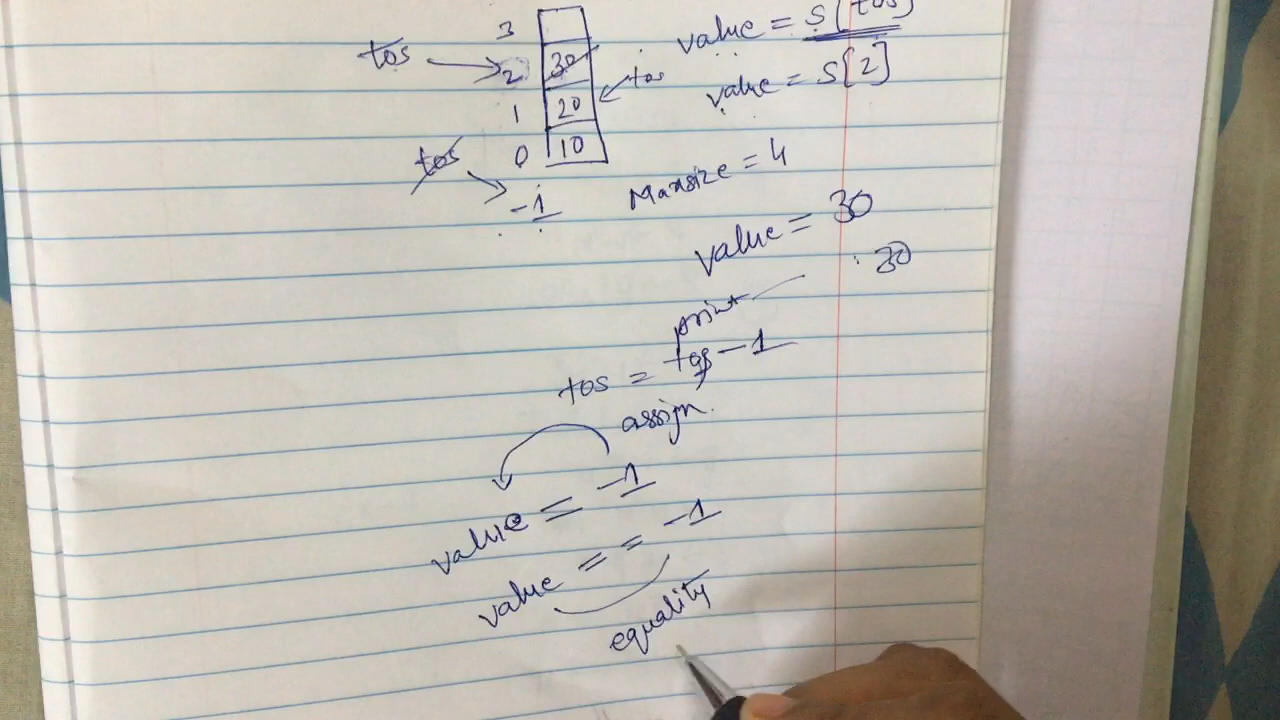 3
value = S[tos]
tos 2 30 tos
value = S[2]
1 20
tos 0 10
-1
Maxsize = 4
value = 30
30
print
tos = tos - 1
assign
value = -1
value == -1
equality